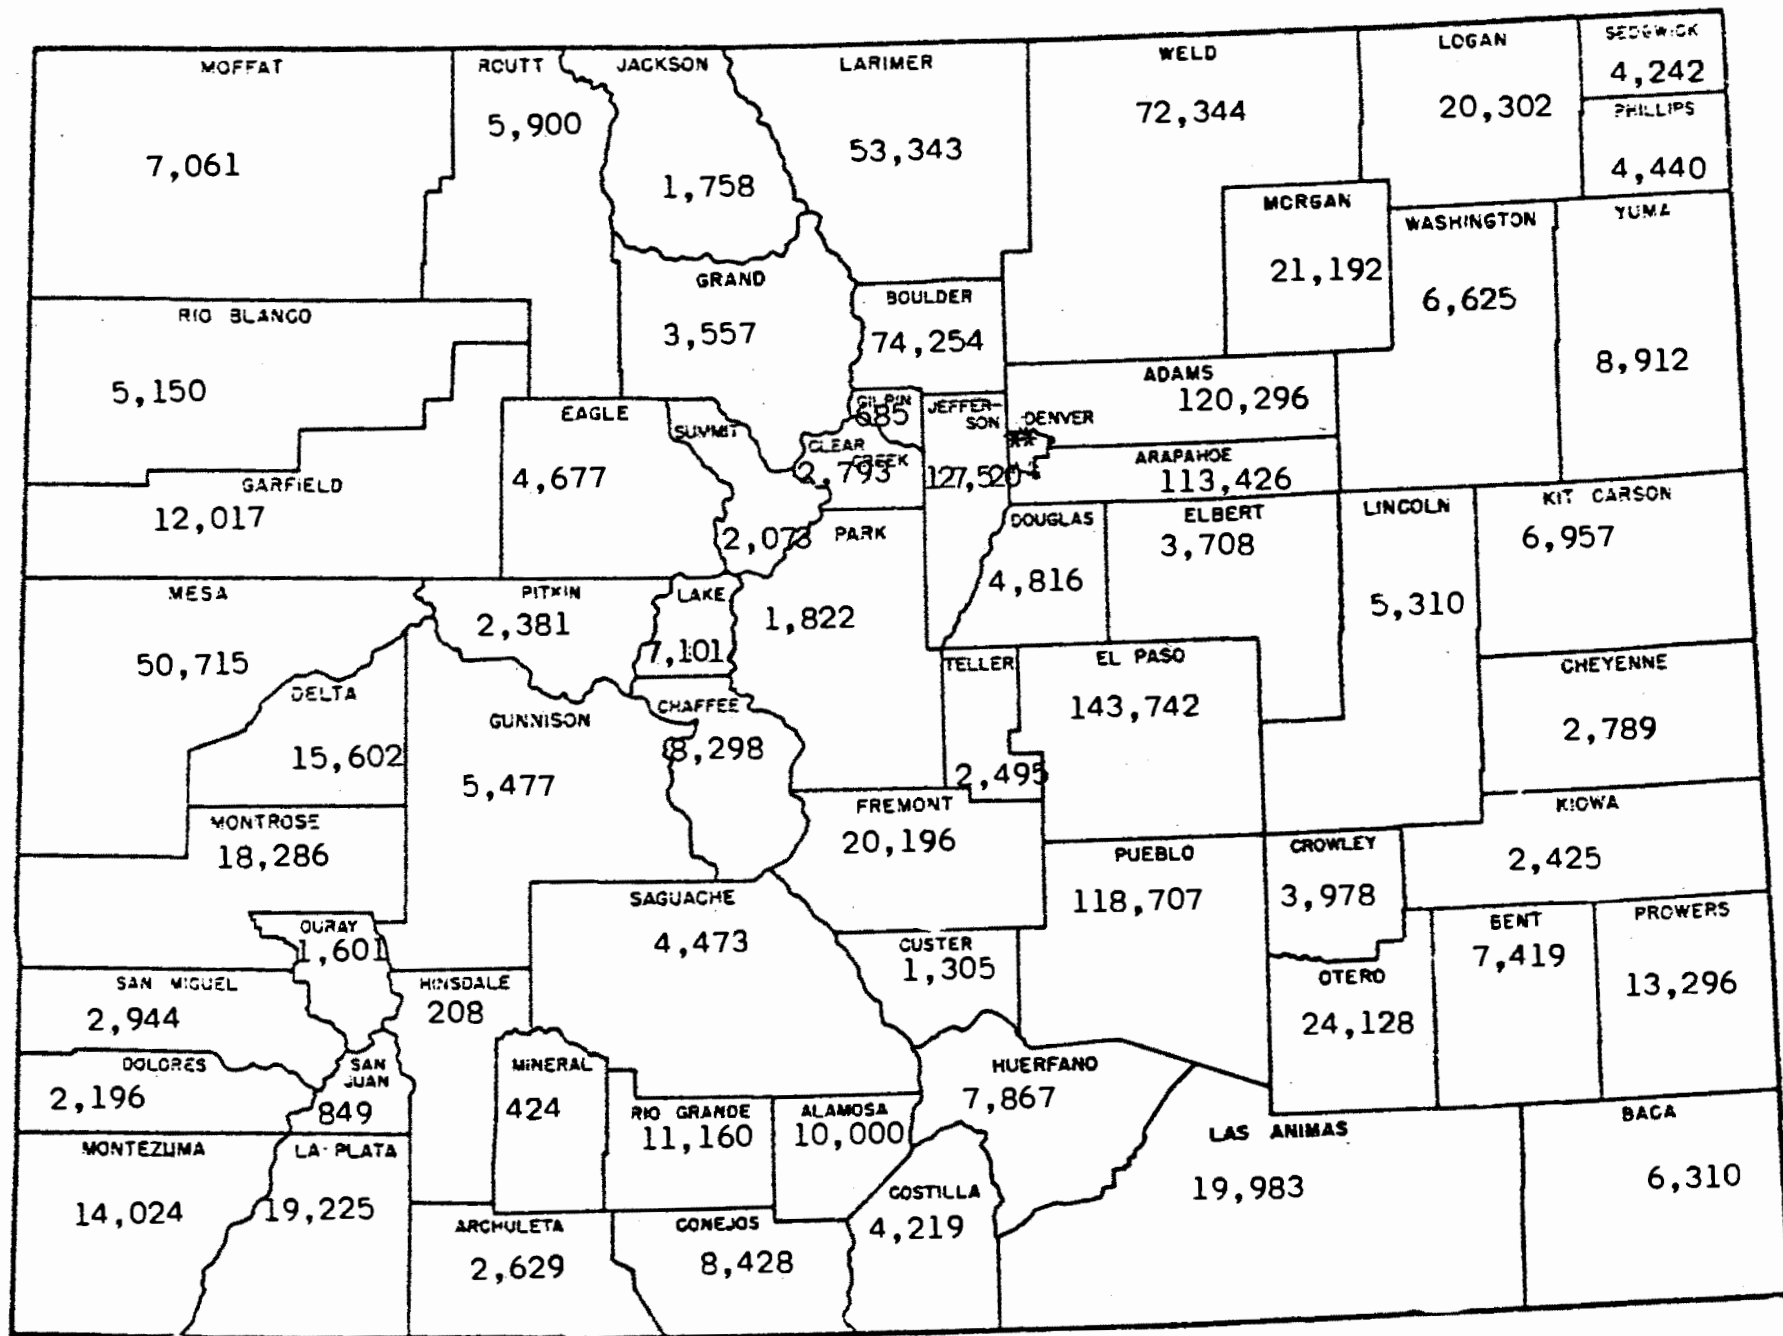 MOFFAT
7,061
ROUTT
5,900
JACKSON
1,758
LARIMER
53,343
WELD
72,344
LOGAN
20,302
SEDGWICK
4,242
PHILLIPS
4,440
MORGAN
21,192
WASHINGTON
6,625
YUMA
8,912
RIO BLANCO
5,150
GRAND
3,557
BOULDER
74,254
ADAMS
120,296
GARFIELD
12,017
EAGLE
4,677
SUMMIT
2,073
GILPIN
685
CLEAR
CREEK
2,793
JEFFER-
SON
127,520
DENVER
**
ARAPAHOE
113,426
DOUGLAS
4,816
ELBERT
3,708
LINCOLN
5,310
KIT CARSON
6,957
MESA
50,715
PITKIN
2,381
LAKE
7,101
PARK
1,822
DELTA
15,602
GUNNISON
5,477
CHAFFEE
8,298
TELLER
2,495
EL PASO
143,742
CHEYENNE
2,789
MONTROSE
18,286
FREMONT
20,196
PUEBLO
118,707
CROWLEY
3,978
KIOWA
2,425
OURAY
1,601
SAGUACHE
4,473
CUSTER
1,305
OTERO
24,128
BENT
7,419
PROWERS
13,296
SAN MIGUEL
2,944
HINSDALE
208
DOLORES
2,196
SAN
JUAN
849
MINERAL
424
RIO GRANDE
11,160
ALAMOSA
10,000
HUERFANO
7,867
LAS ANIMAS
19,983
BACA
6,310
MONTEZUMA
14,024
LA PLATA
19,225
ARCHULETA
2,629
CONEJOS
8,428
COSTILLA
4,219